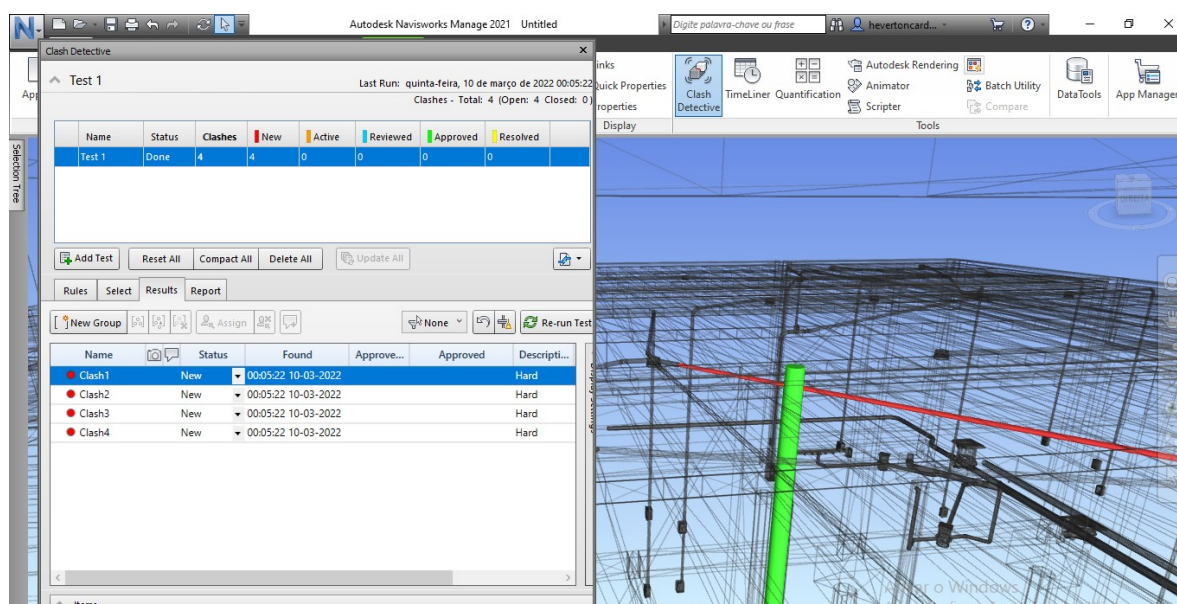 N Autodesk Navisworks Manage 2021 Untitled Digite palavra-chave ou frase hevertoncard...
Clash Detective
Test 1
Last Run: quinta-feira, 10 de março de 2022 00:05:22
Clashes - Total: 4 (Open: 4 Closed: 0)
Name Status Clashes New Active Reviewed Approved Resolved
Test 1 Done 4 4 0 0 0 0
Add Test Reset All Compact All Delete All Update All
Rules Select Results Report
New Group Assign None Re-run Test
Name Status Found Approve... Approved Descripti...
Clash1 New 00:05:22 10-03-2022 Hard
Clash2 New 00:05:22 10-03-2022 Hard
Clash3 New 00:05:22 10-03-2022 Hard
Clash4 New 00:05:22 10-03-2022 Hard
Items
Selection Tree
inks
Quick Properties
roperties
Display
Clash
Detective
TimeLiner
Quantification
Autodesk Rendering
Animator
Scripter
Batch Utility
Compare
DataTools
App Manager
Tools